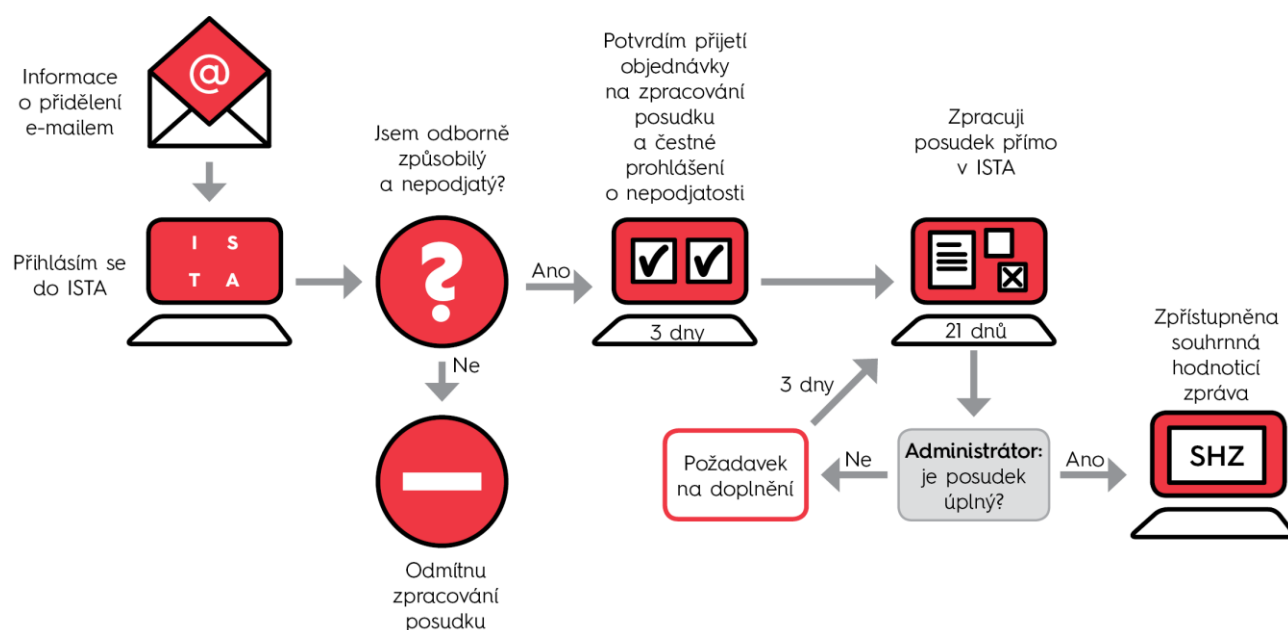 Informace
o přidělení
e-mailem
@
Přihlásím se
do ISTA
I S
T A
Jsem odborně
způsobilý
a nepodjatý?
?
Ano
Ne
Odmítnu
zpracování
posudku
Potvrdím přijetí
objednávky
na zpracování
posudku
a čestné
prohlášení
o nepodjatosti
3 dny
Zpracuji
posudek přímo
v ISTA
21 dnů
Administrátor:
je posudek
úplný?
Ne
Požadavek
na doplnění
3 dny
Ano
Zpřístupněna
souhrnná
hodnoticí
zpráva
SHZ